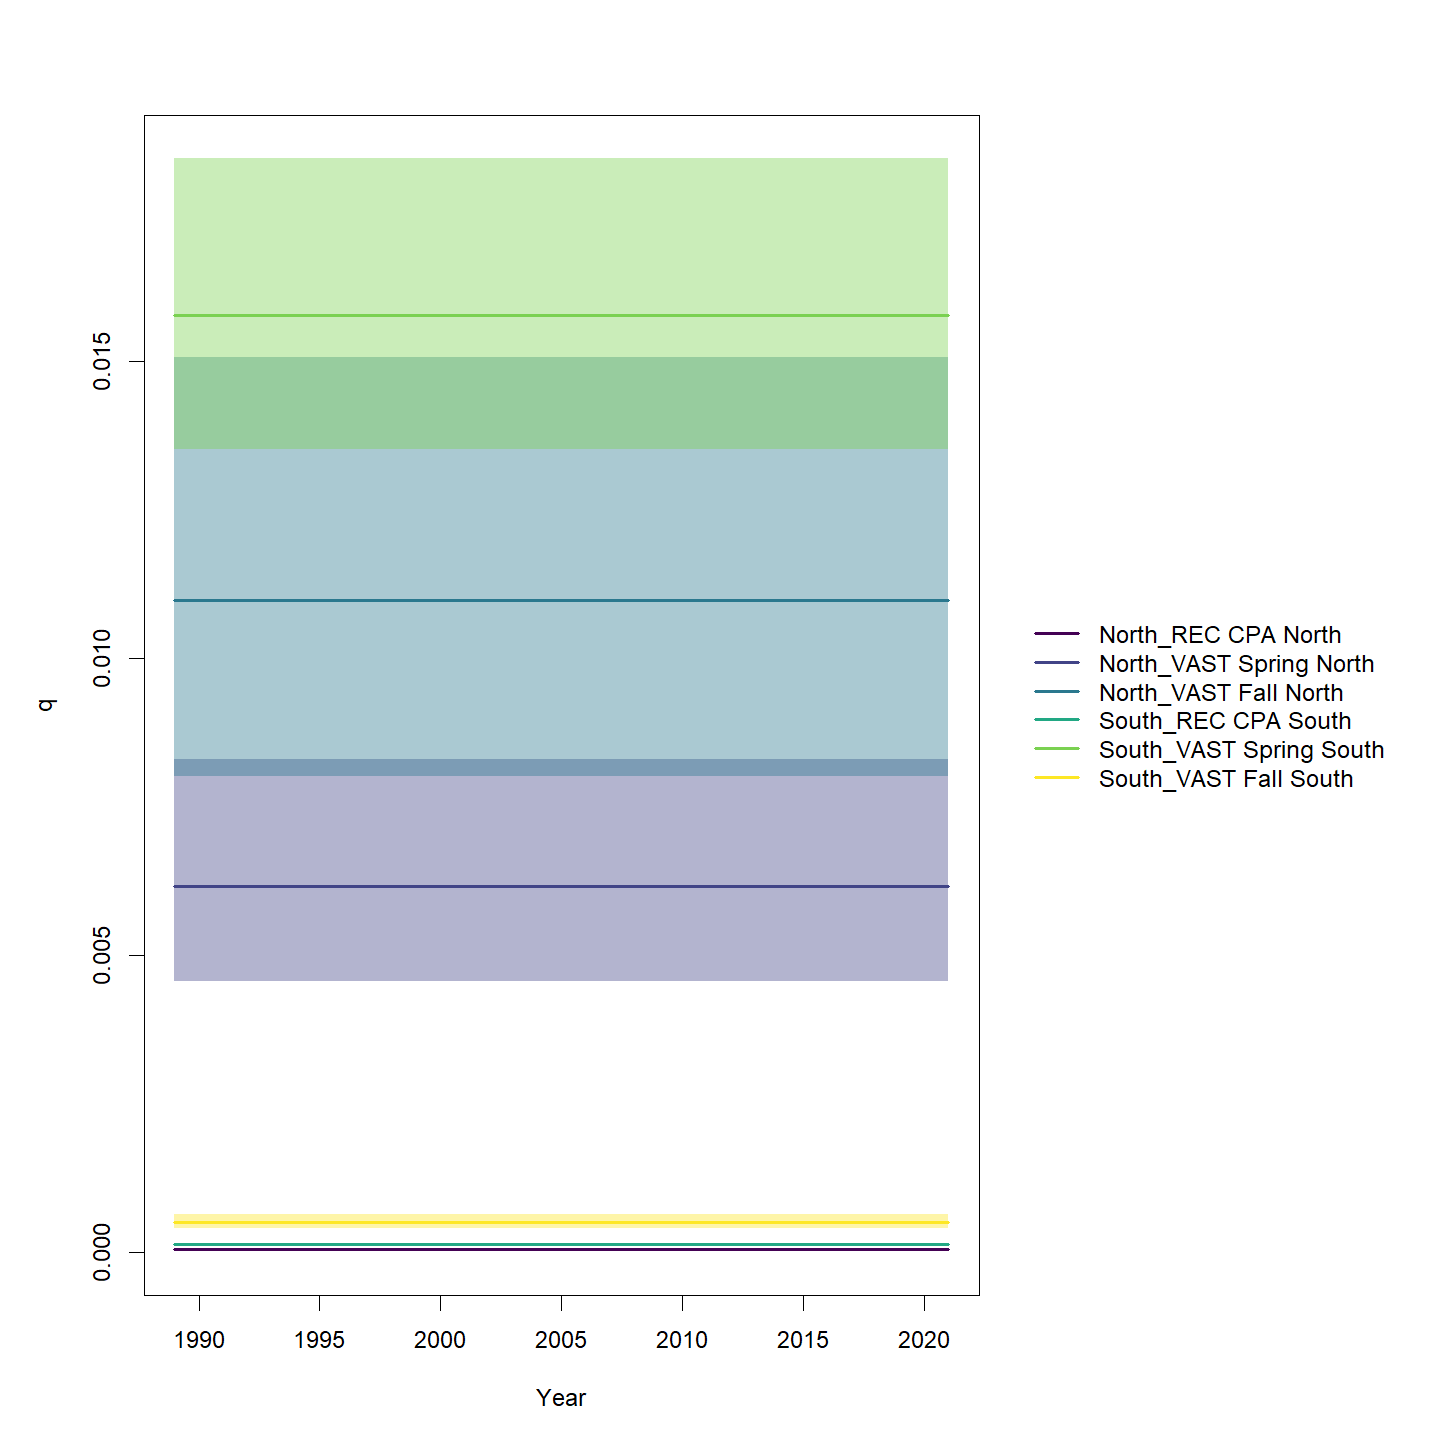 0.015
0.010
0.005
0.000
q
1990 1995 2000 2005 2010 2015 2020
Year
North_REC CPA North
North_VAST Spring North
North_VAST Fall North
South_REC CPA South
South_VAST Spring South
South_VAST Fall South